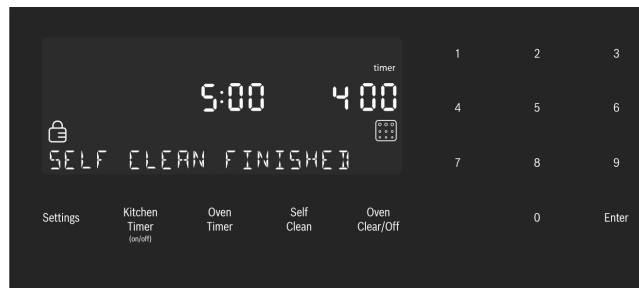 timer
5:00 400
SELF CLEAN FINISHED
Settings
Kitchen
Timer
(on/off)
Oven
Timer
Self
Clean
Oven
Clear/Off
1 2 3
4 5 6
7 8 9
0 Enter